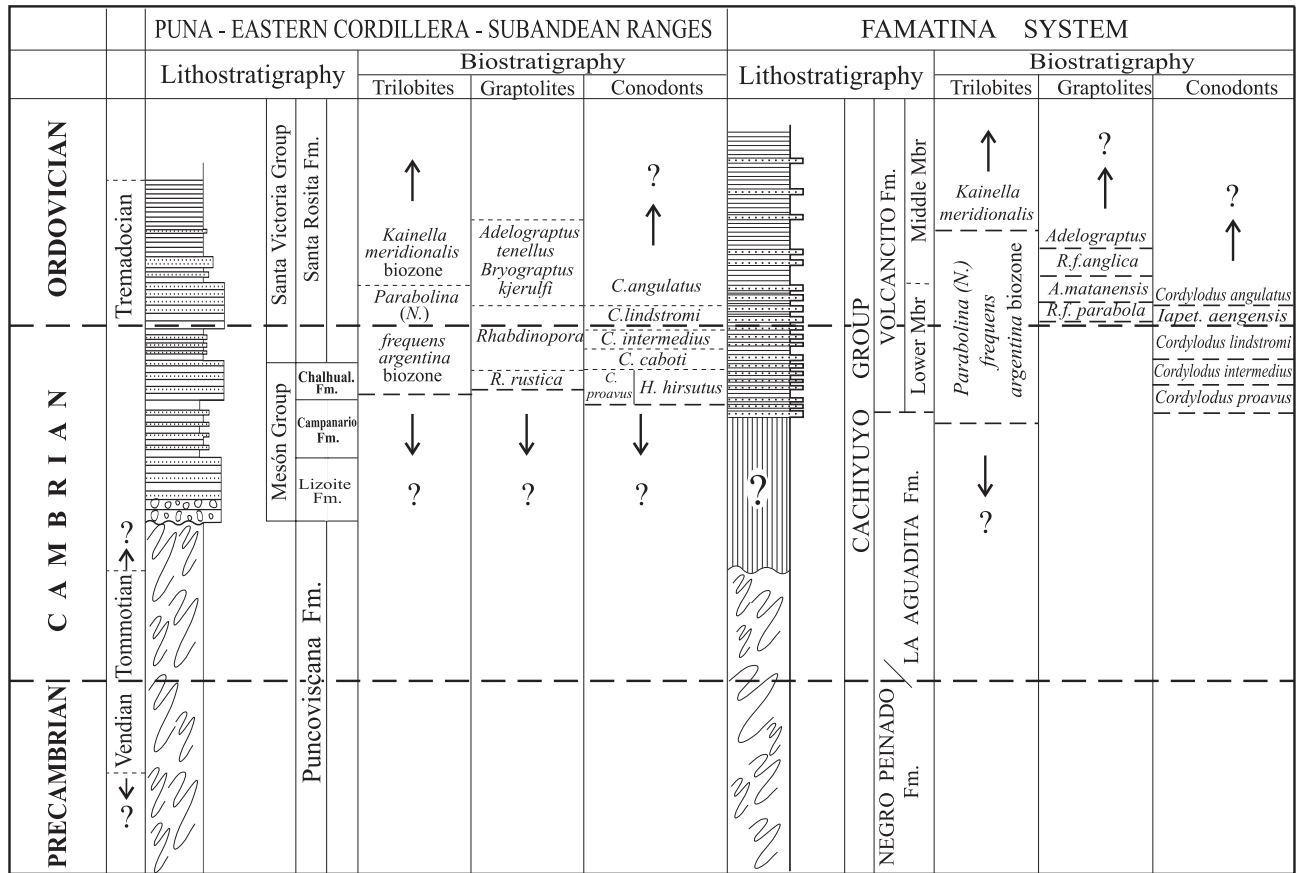 PUNA - EASTERN CORDILLERA - SUBANDEAN RANGES
FAMATINA SYSTEM
Lithostratigraphy
Biostratigraphy
Trilobites
Graptolites
Conodonts
Lithostratigraphy
Biostratigraphy
Trilobites
Graptolites
Conodonts
ORDOVICIAN
CAMBRIAN
PRECAMBRIAN
Tremadocian
?
Tommotian
Vendian
?
Santa Victoria Group
Santa Rosita Fm.
Mesón Group
Chalhual.
Fm.
Campanario
Fm.
Lizoite
Fm.
Puncoviscana Fm.
Kainella
meridionalis
biozone
Parabolina
(N.)
frequens
argentina
biozone
?
Adelograptus
tenellus
Bryograptus
kjerulfi
Rhabdinopora
R. rustica
?
?
C.angulatus
C.lindstromi
C. intermedius
C. caboti
C.
proavus
H. hirsutus
?
?
CACHIYUYO GROUP
VOLCANCITO Fm.
Middle Mbr
Lower Mbr
LA AGUADITA Fm.
/
NEGRO PEINADO
Fm.
Kainella
meridionalis
Parabolina (N.)
frequens
argentina biozone
?
?
Adelograptus
R.f.anglica
A.matanensis
R.f. parabola
?
Cordylodus angulatus
Iapet. aengensis
Cordylodus lindstromi
Cordylodus intermedius
Cordylodus proavus